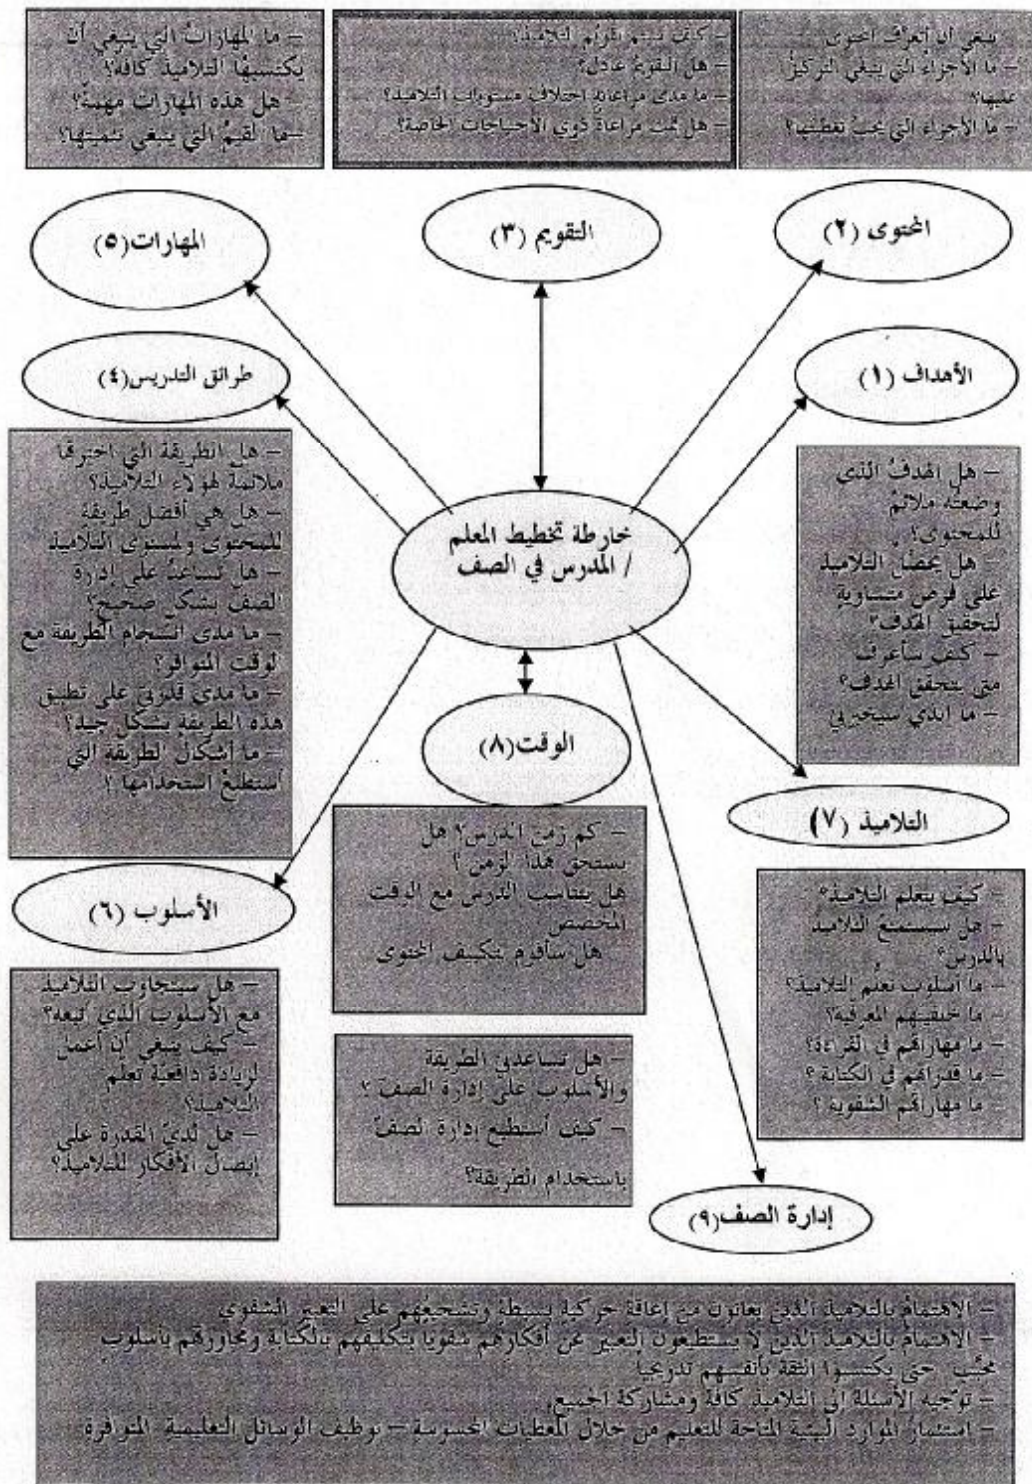 ينبغي أن أتعرف المحتوى
– ما الأجزاء التي ينبغي التركيز
عليها؟
– ما الأجزاء التي يجب تغطيتها؟
– كيف سيتم تقويم التلاميذ؟
– هل التقويم عادل؟
– ما مدى مراعاته اختلاف مستويات التلاميذ؟
– هل تمت مراعاة ذوي الاحتياجات الخاصة؟
– ما المهارات التي ينبغي أن
يكتسبها التلاميذ كافة؟
– هل هذه المهارات مهمة؟
– ما القيم التي ينبغي تنميتها؟
المحتوى (٢)
التقويم (٣)
المهارات (٥)
الأهداف (١)
طرائق التدريس (٤)
خارطة تخطيط المعلم
/ المدرس في الصف
– هل الهدف الذي
وضعته ملائم
للمحتوى؟
– هل يحصل التلاميذ
على فرص متساوية
لتحقيق الهدف؟
– كيف سأعرف
متى يتحقق الهدف؟
– ما الذي سيخبرني
– هل الطريقة التي اخترتها
ملائمة لهؤلاء التلاميذ؟
– هل هي أفضل طريقة
للمحتوى ولمستوى التلاميذ
– هل تساعد على إدارة
الصف بشكل صحيح؟
– ما مدى انسجام الطريقة مع
الوقت المتوافر؟
– ما مدى قدرتي على تطبيق
هذه الطريقة بشكل جيد؟
– ما أشكال الطريقة التي
أستطيع استخدامها ؟
الوقت (٨)
– كم زمن الدرس؟ هل
يستحق هذا الزمن ؟
هل يتناسب الدرس مع الوقت
المخصص
هل سأقوم بتكييف المحتوى
التلاميذ (٧)
– كيف يتعلم التلاميذ؟
– هل سيستمتع التلاميذ
بالدرس؟
– ما أسلوب تعلم التلاميذ؟
– ما خلفيتهم المعرفية؟
– ما مهاراتهم في القراءة؟
– ما قدراتهم في الكتابة ؟
– ما مهاراتهم الشفوية ؟
الأسلوب (٦)
– هل سيتجاوب التلاميذ
مع الأسلوب الذي أتبعه؟
– كيف ينبغي أن أعمل
لزيادة دافعية تعلم
التلاميذ؟
– هل لدي القدرة على
إيصال الأفكار للتلاميذ؟
– هل تساعدني الطريقة
والأسلوب على إدارة الصف ؟
– كيف أستطيع إدارة الصف
باستخدام الطريقة؟
إدارة الصف (٩)
– الاهتمام بالتلاميذ الذين يعانون من إعاقة حركية بسيطة وتشجيعهم على التعبير الشفوي
– الاهتمام بالتلاميذ الذين لا يستطيعون التعبير عن أفكارهم شفويا بتكليفهم بالكتابة ومحاورتهم بأسلوب
محبّب حتى يكتسبوا الثقة بأنفسهم تدريجياً
– توجيه الأسئلة إلى التلاميذ كافة ومشاركة الجميع
– استثمار الموارد البيئية المتاحة للتعليم من خلال المعطيات المحسوسة – توظيف الوسائل التعليمية المتوافرة